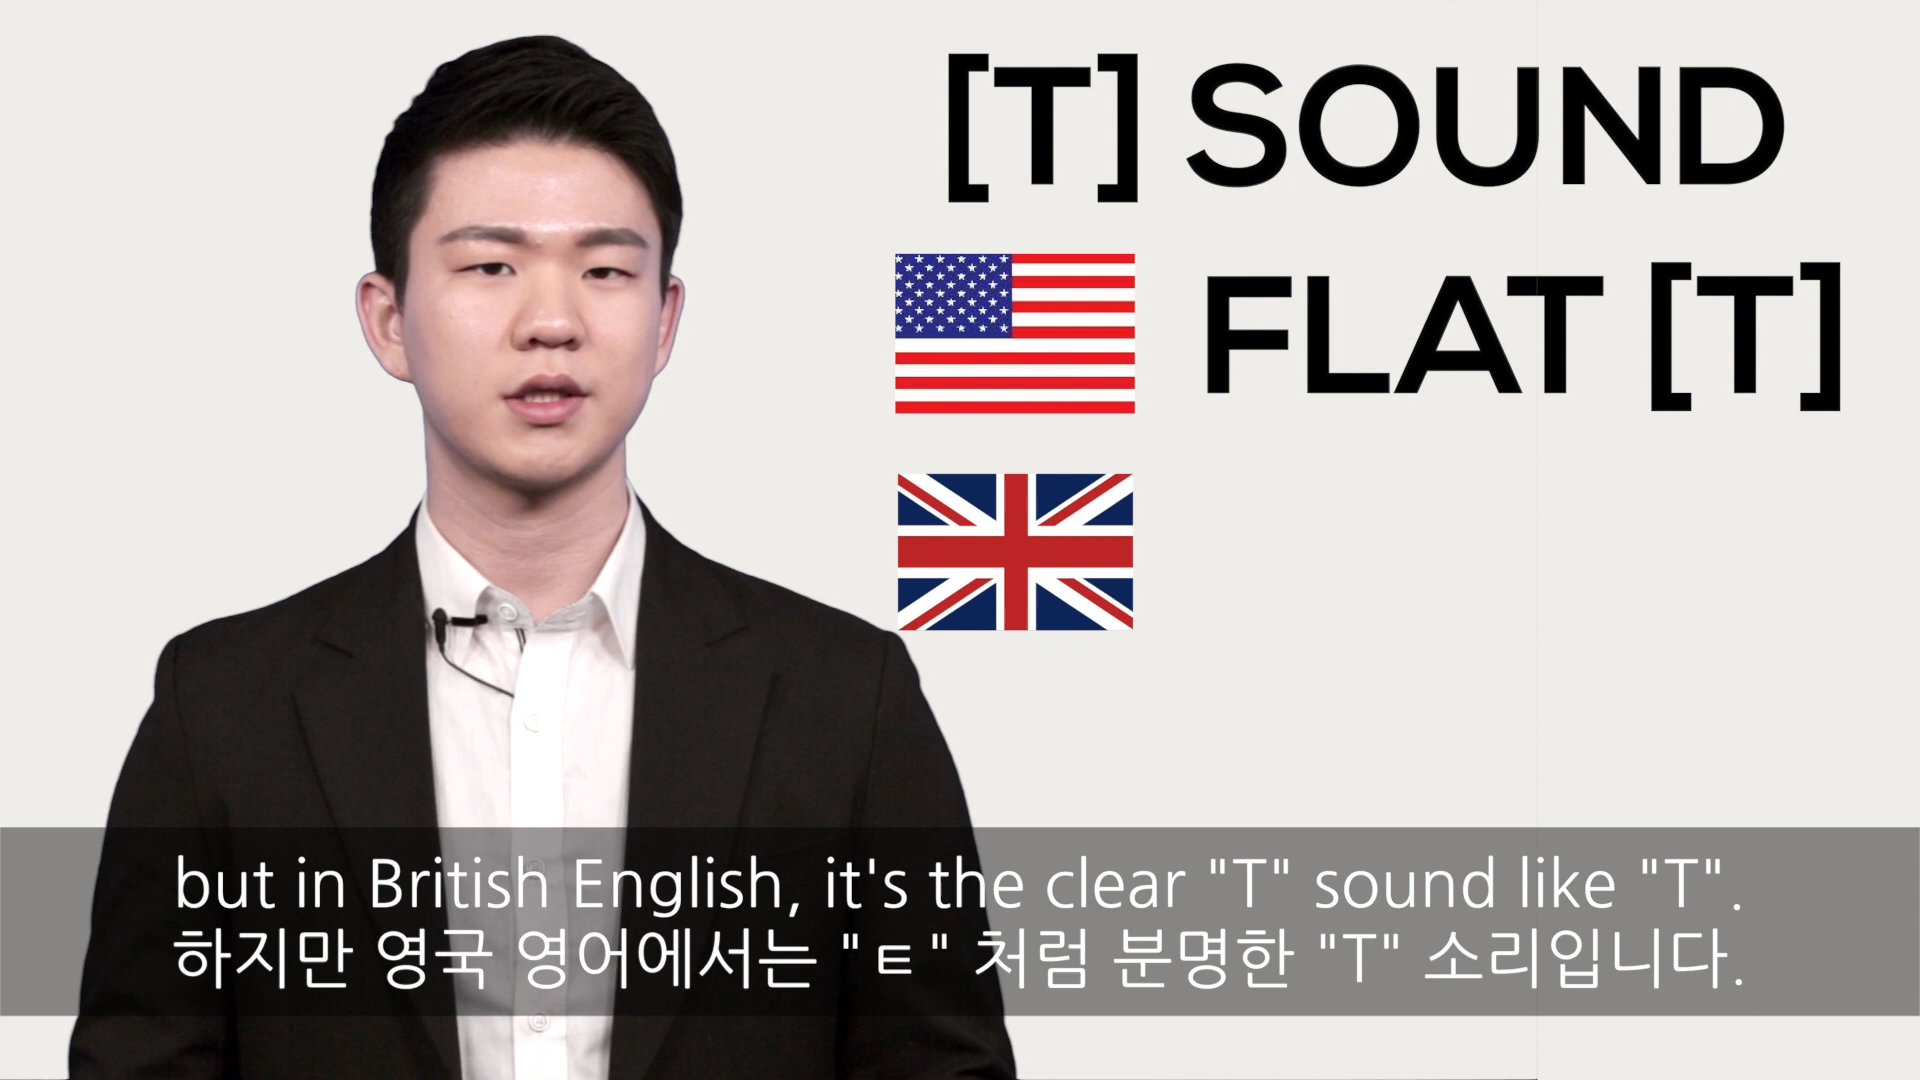 [T] SOUND
FLAT [T]
but in British English, it's the clear "T" sound like "T".
하지만 영국 영어에서는 "ㅌ" 처럼 분명한 "T" 소리입니다.